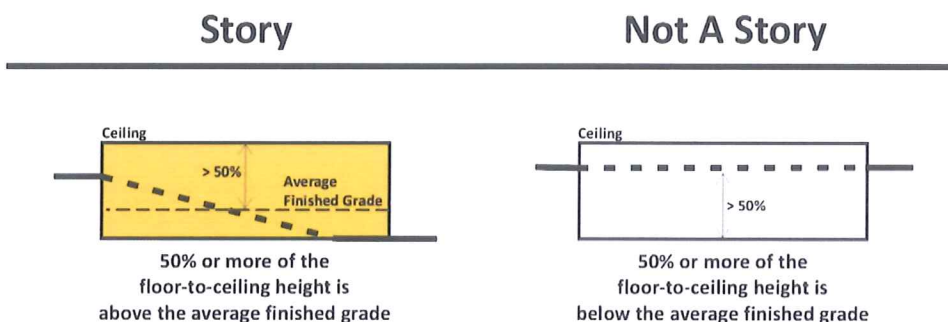 Story
Not A Story
Ceiling
> 50%
Average
Finished Grade
50% or more of the
floor-to-ceiling height is
above the average finished grade
Ceiling
> 50%
50% or more of the
floor-to-ceiling height is
below the average finished grade